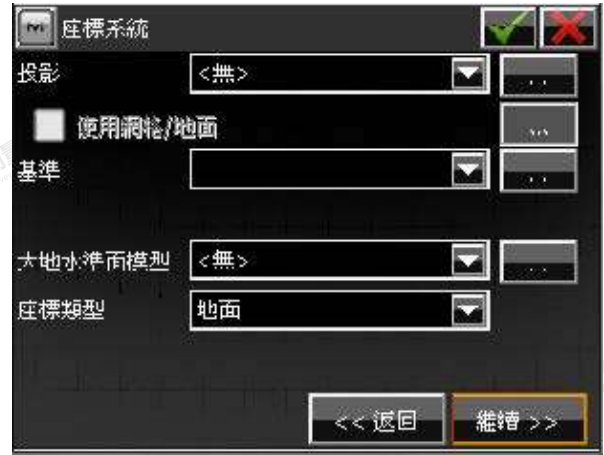 座標系統
投影 <無> ..
使用網格/地面 ...
基準 ..
大地水準面模型 <無> ..
座標類型 地面
<< 返回 繼續 >>